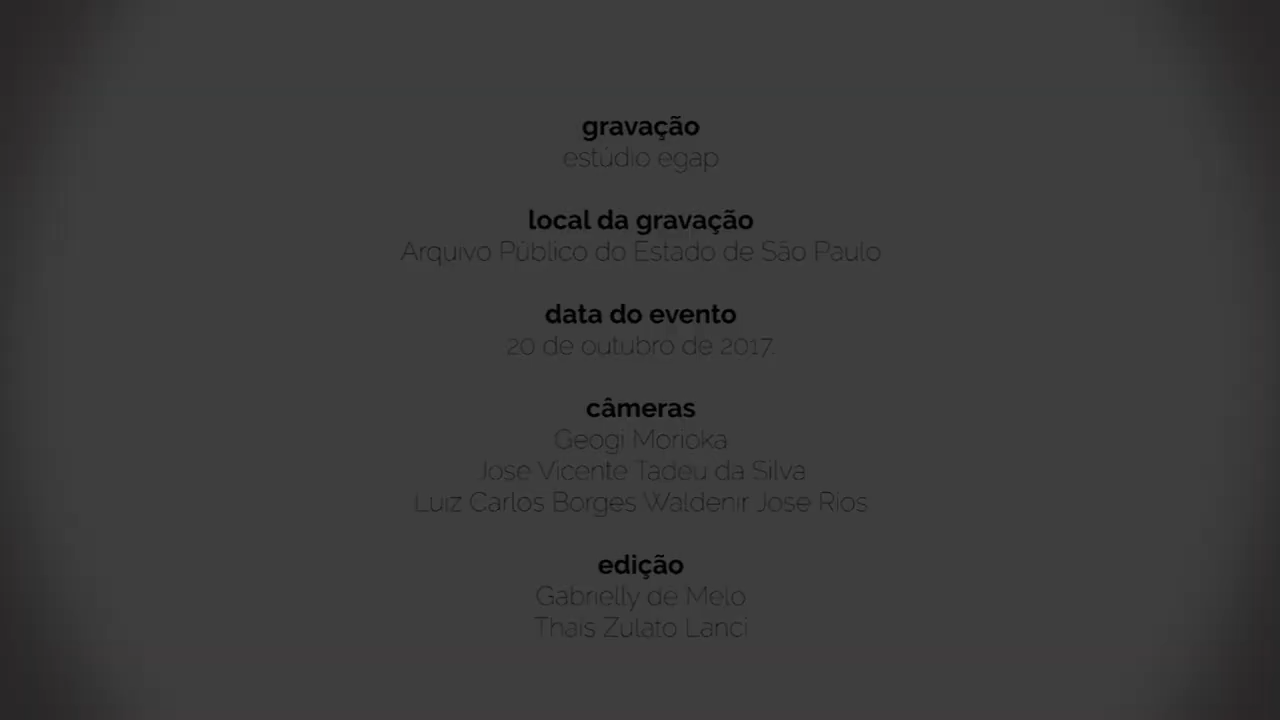 gravação
estúdio egap
local da gravação
Arquivo Público do Estado de São Paulo
data do evento
20 de outubro de 2017.
câmeras
Geogi Morioka
Jose Vicente Tadeu da Silva
Luiz Carlos Borges Waldenir Jose Rios
edição
Gabrielly de Melo
Thais Zulato Lanci